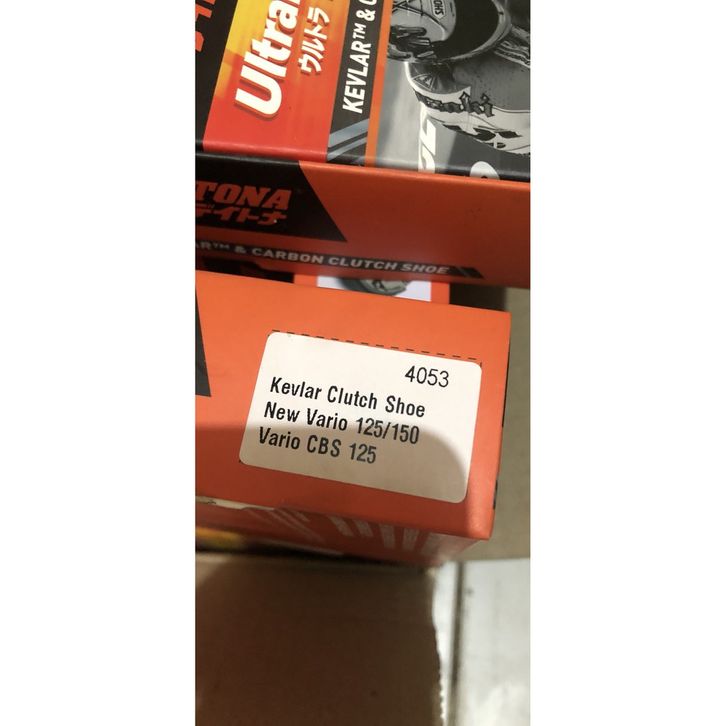 Ultra
ウルトラ
KEVLAR™ &
SHOEI
TONA
デイトナ
AR™ & CARBON CLUTCH SHOE
4053
Kevlar Clutch Shoe
New Vario 125/150
Vario CBS 125